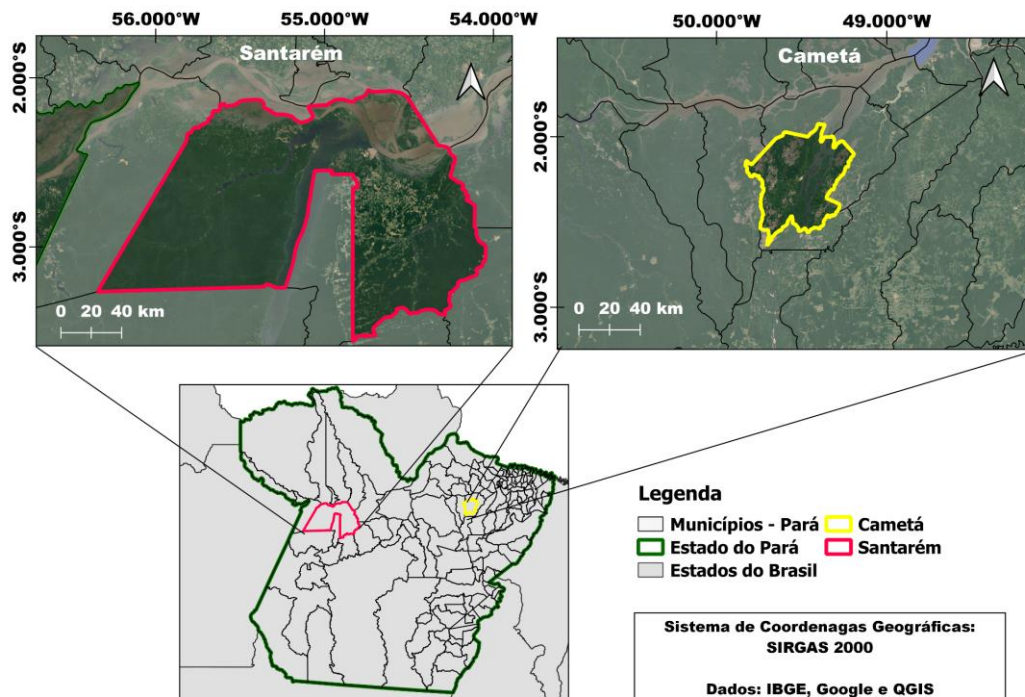 56.000°W 55.000°W 54.000°W
Santarém
2.000°S
3.000°S
0 20 40 km
50.000°W 49.000°W
Cametá
2.000°S
3.000°S
0 20 40 km
Legenda
Municípios - Pará
Cametá
Estado do Pará
Santarém
Estados do Brasil
Sistema de Coordenagas Geográficas:
SIRGAS 2000
Dados: IBGE, Google e QGIS